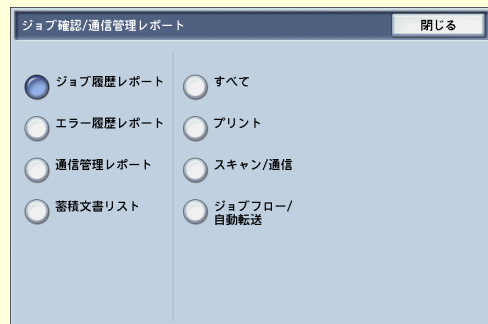 ジョブ確認/通信管理レポート
閉じる
ジョブ履歴レポート
エラー履歴レポート
通信管理レポート
蓄積文書リスト
すべて
プリント
スキャン/通信
ジョブフロー/
自動転送